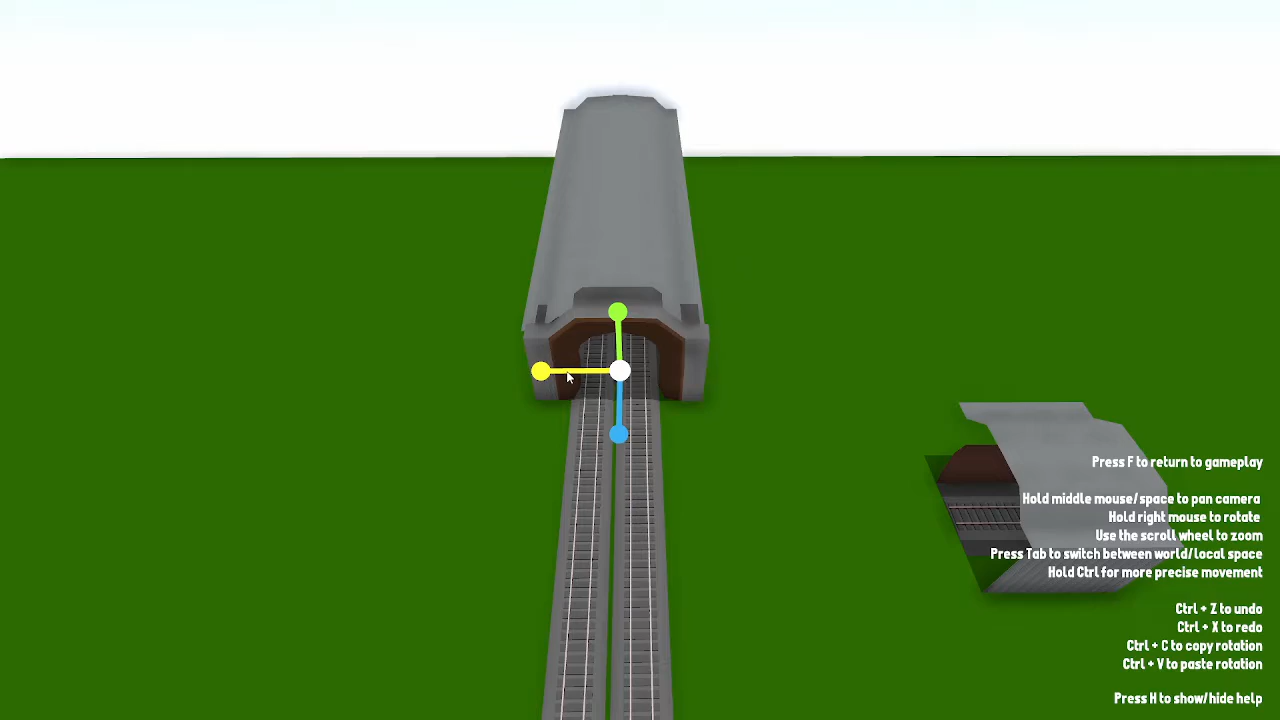 Press F to return to gameplay
Hold middle mouse/space to pan camera
Hold right mouse to rotate
Use the scroll wheel to zoom
Press Tab to switch between world/local space
Hold Ctrl for more precise movement
Ctrl + Z to undo
Ctrl + X to redo
Ctrl + C to copy rotation
Ctrl + V to paste rotation
Press H to show/hide help